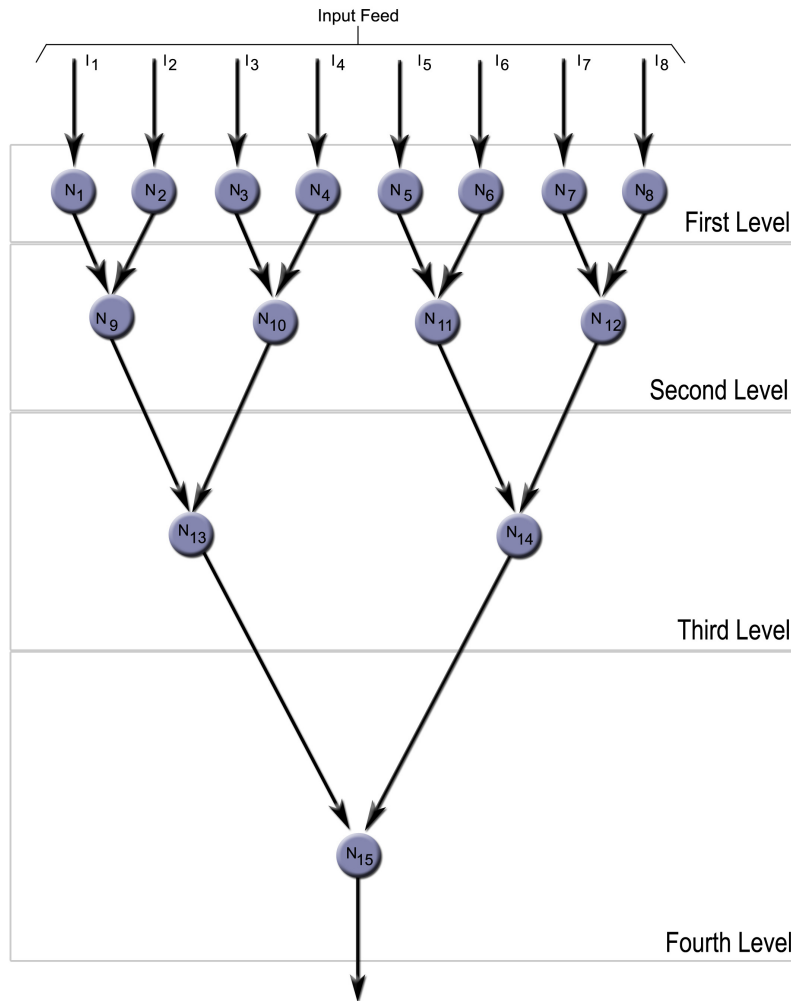 Input Feed
I1 I2 I3 I4 I5 I6 I7 I8
N1 N2 N3 N4 N5 N6 N7 N8
First Level
N9 N10 N11 N12
Second Level
N13 N14
Third Level
N15
Fourth Level